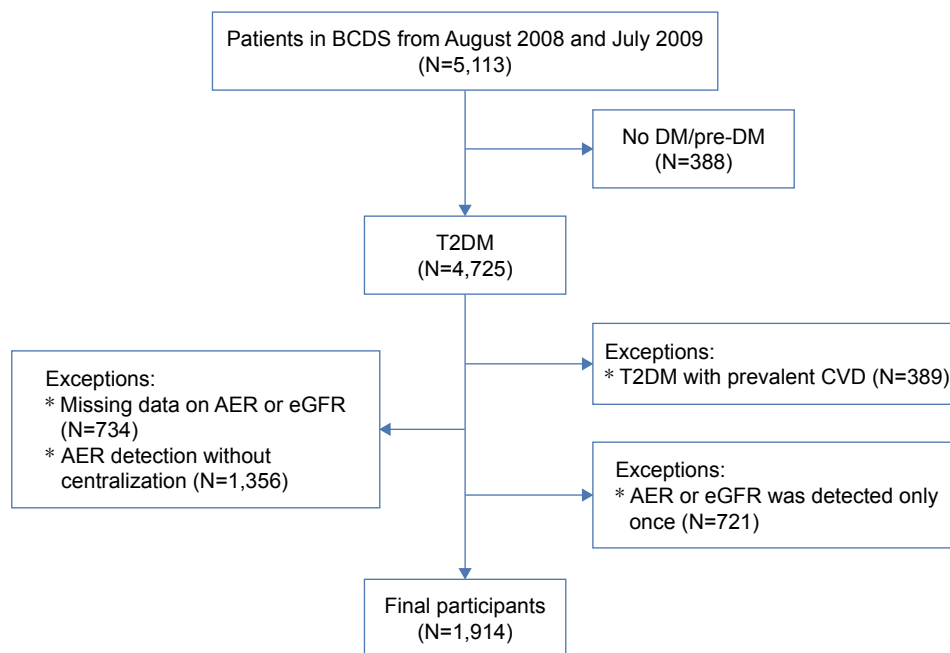 Patients in BCDS from August 2008 and July 2009
(N=5,113)
No DM/pre-DM
(N=388)
T2DM
(N=4,725)
Exceptions:
* T2DM with prevalent CVD (N=389)
Exceptions:
* Missing data on AER or eGFR
(N=734)
* AER detection without
centralization (N=1,356)
Exceptions:
* AER or eGFR was detected only
once (N=721)
Final participants
(N=1,914)